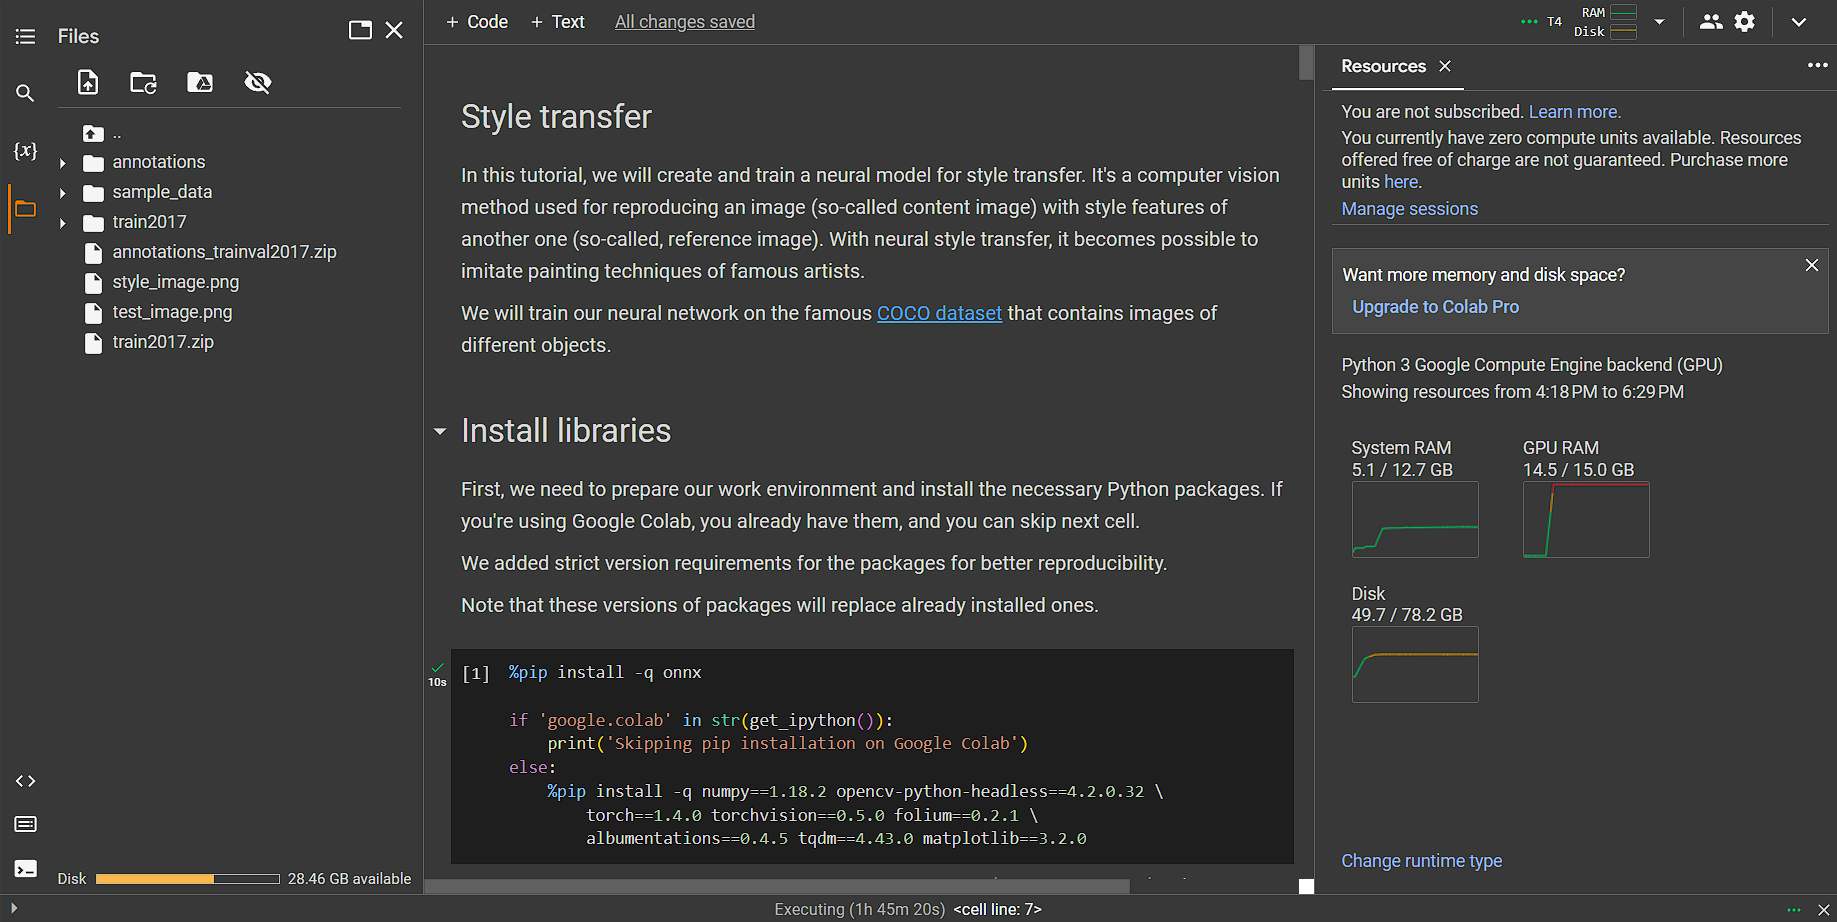 Files
..
annotations
sample_data
train2017
annotations_trainval2017.zip
style_image.png
test_image.png
train2017.zip
Disk 28.46 GB available
{x}
+ Code + Text All changes saved
T4 RAM
Disk
Style transfer
In this tutorial, we will create and train a neural model for style transfer. It's a computer vision
method used for reproducing an image (so-called content image) with style features of
another one (so-called, reference image). With neural style transfer, it becomes possible to
imitate painting techniques of famous artists.
We will train our neural network on the famous COCO dataset that contains images of
different objects.
Install libraries
First, we need to prepare our work environment and install the necessary Python packages. If
you're using Google Colab, you already have them, and you can skip next cell.
We added strict version requirements for the packages for better reproducibility.
Note that these versions of packages will replace already installed ones.
10s
[1] %pip install -q onnx
if 'google.colab' in str(get_ipython()):
print('Skipping pip installation on Google Colab')
else:
%pip install -q numpy==1.18.2 opencv-python-headless==4.2.0.32 \
torch==1.4.0 torchvision==0.5.0 folium==0.2.1 \
albumentations==0.4.5 tqdm==4.43.0 matplotlib==3.2.0
Resources
You are not subscribed. Learn more.
You currently have zero compute units available. Resources
offered free of charge are not guaranteed. Purchase more
units here.
Manage sessions
Want more memory and disk space?
Upgrade to Colab Pro
Python 3 Google Compute Engine backend (GPU)
Showing resources from 4:18 PM to 6:29 PM
System RAM
5.1 / 12.7 GB
GPU RAM
14.5 / 15.0 GB
Disk
49.7 / 78.2 GB
Change runtime type
Executing (1h 45m 20s) <cell line: 7>